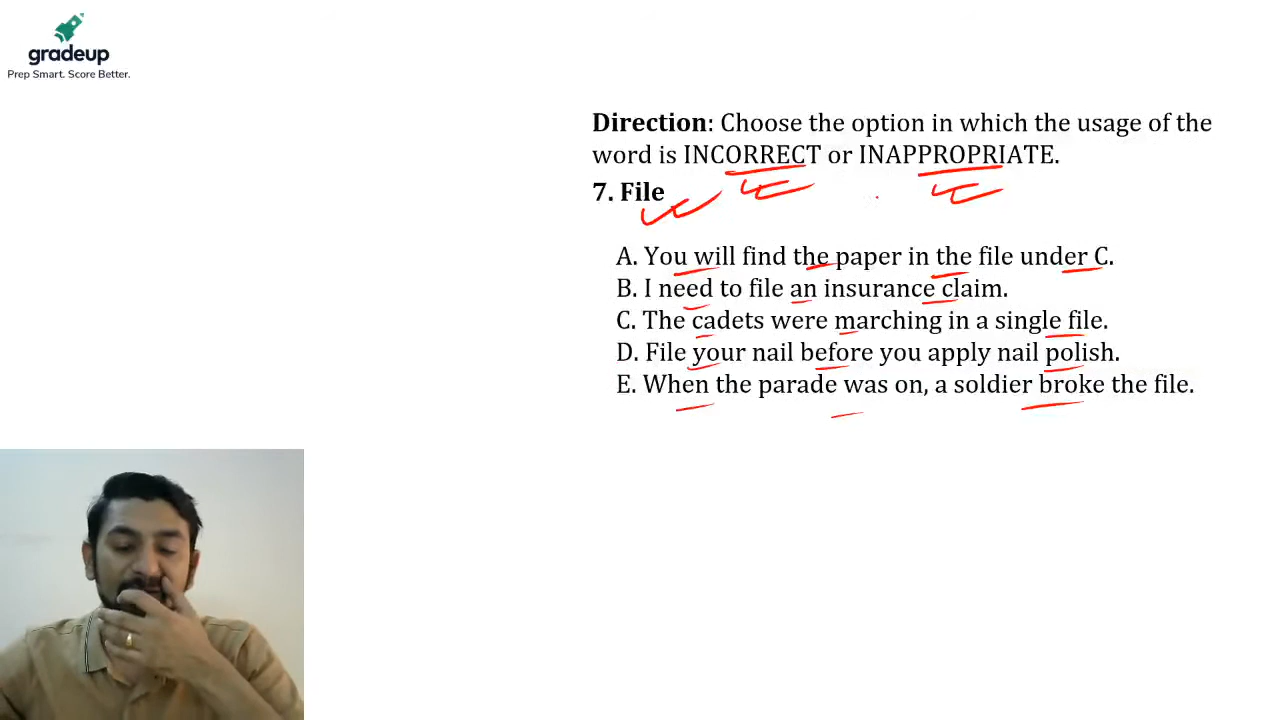 gradeup
Prep Smart. Score Better.
Direction: Choose the option in which the usage of the
word is INCORRECT or INAPPROPRIATE.
7. File
A. You will find the paper in the file under C.
B. I need to file an insurance claim.
C. The cadets were marching in a single file.
D. File your nail before you apply nail polish.
E. When the parade was on, a soldier broke the file.